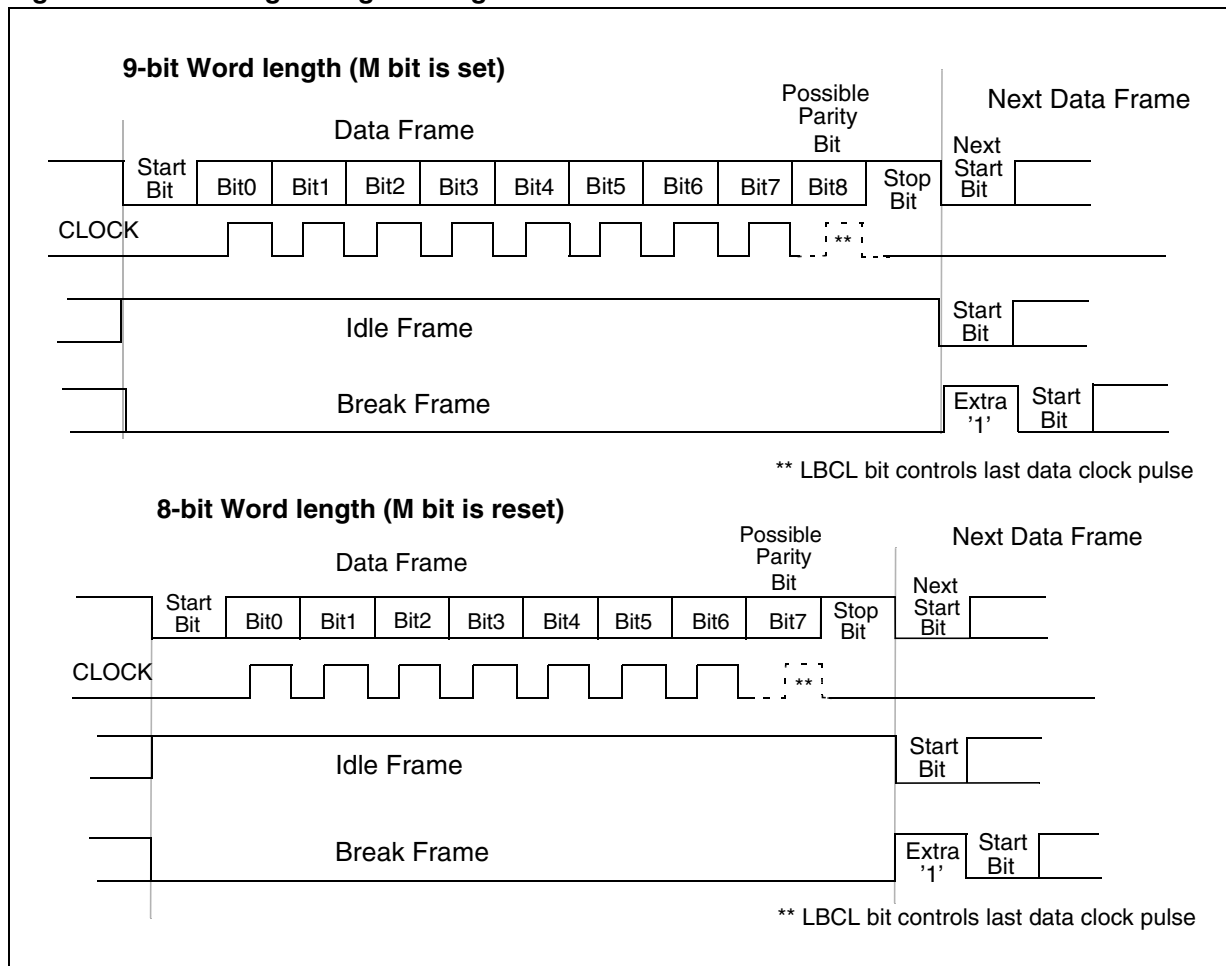 9-bit Word length (M bit is set)
Possible
Parity
Bit
Next Data Frame
Data Frame
Start
Bit
Bit0
Bit1
Bit2
Bit3
Bit4
Bit5
Bit6
Bit7
Bit8
Stop
Bit
Next
Start
Bit
CLOCK
**
Idle Frame
Start
Bit
Break Frame
Extra
'1'
Start
Bit
** LBCL bit controls last data clock pulse
8-bit Word length (M bit is reset)
Possible
Parity
Bit
Next Data Frame
Data Frame
Start
Bit
Bit0
Bit1
Bit2
Bit3
Bit4
Bit5
Bit6
Bit7
Stop
Bit
Next
Start
Bit
CLOCK
**
Idle Frame
Start
Bit
Break Frame
Extra
'1'
Start
Bit
** LBCL bit controls last data clock pulse